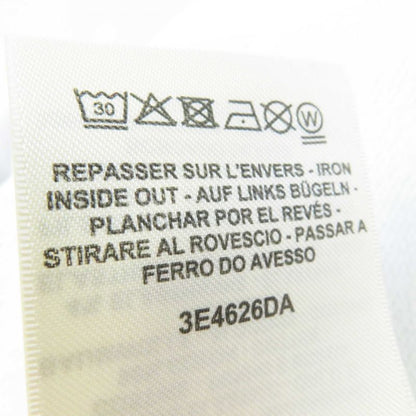 30 W
REPASSER SUR L'ENVERS - IRON
INSIDE OUT - AUF LINKS BÜGELN -
PLANCHAR POR EL REVÉS -
STIRARE AL ROVESCIO - PASSAR A
FERRO DO AVESSO
3E4626DA